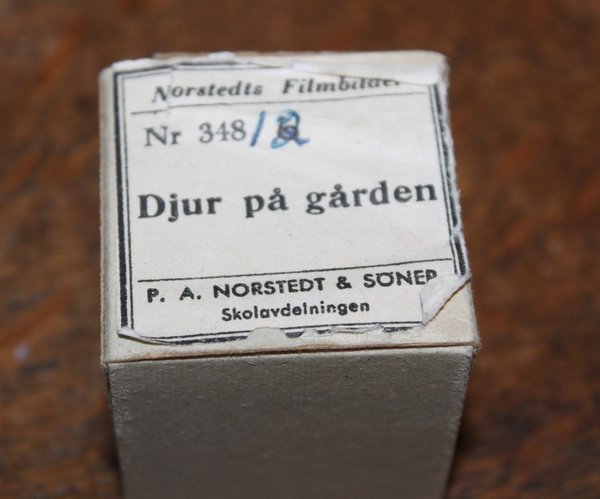 Norstedts Filmbilder
Nr 348/2
Djur på gården
P. A. NORSTEDT & SÖNER
Skolavdelningen